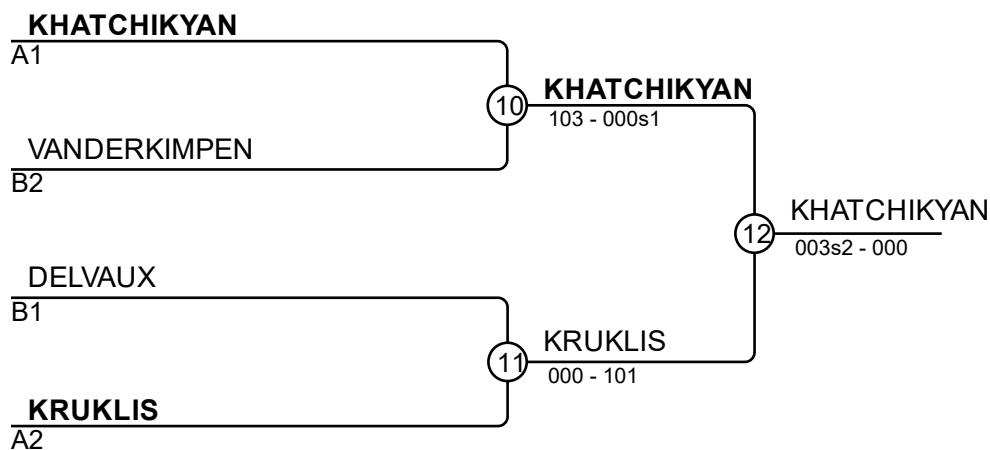 KHATCHIKYAN
A1
10
KHATCHIKYAN
103 - 000s1
VANDERKIMPEN
B2
12
KHATCHIKYAN
003s2 - 000
DELVAUX
B1
11
KRUKLIS
000 - 101
KRUKLIS
A2